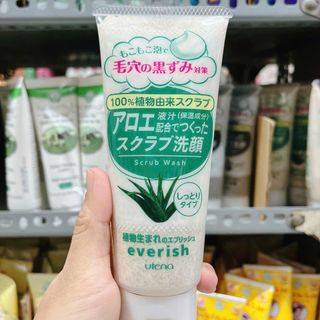 もこもこ泡で
毛穴の黒ずみ対策
100%植物由来スクラブ
アロエ液汁(保湿成分)配合でつくった
スクラブ洗顔
Scrub Wash
しっとり
タイプ
植物生まれのエブリッシュ
everish
utena